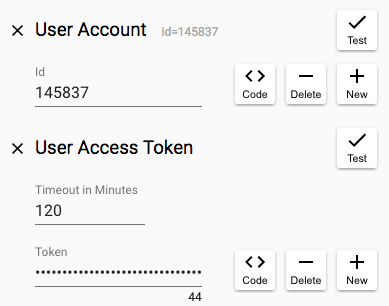 User Account id=145837
Test
Id
145837
Code Delete New
User Access Token
Test
Timeout in Minutes
120
Token
••••••••••••••••••••••••••••••
Code Delete New
44